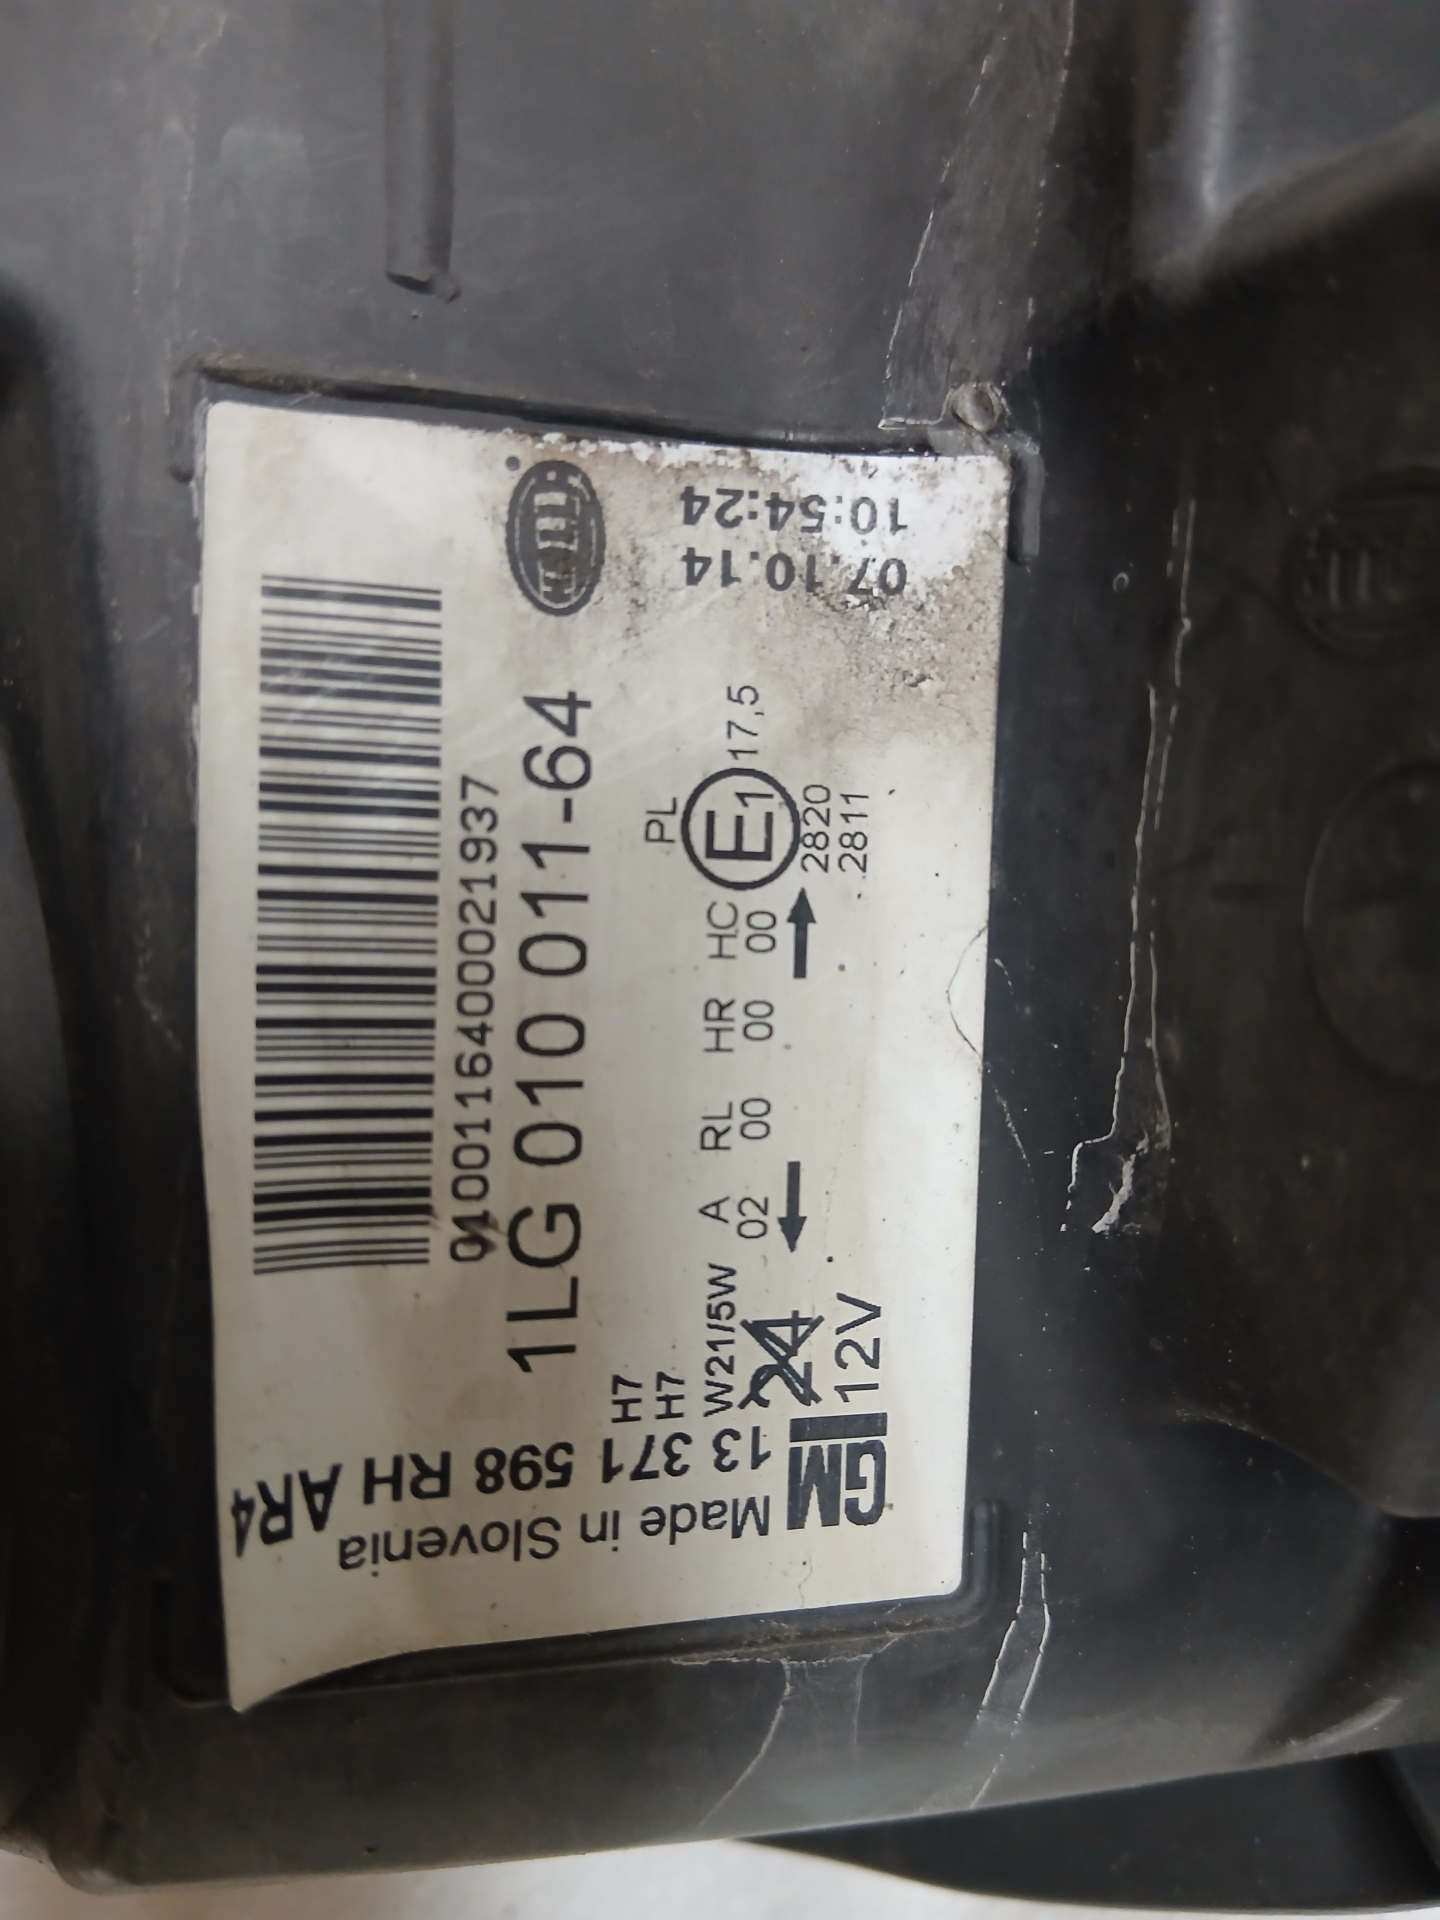 0100116400021937
HELLA
1LG 010 011-64
H7
H7
W21/5W
24
12V
A RL HR HC
02 00 00 00
PL
E1
17,5
2820
2811
07.10.14
10:54:24
GM
Made in Slovenia
13 371 598 RH AR4